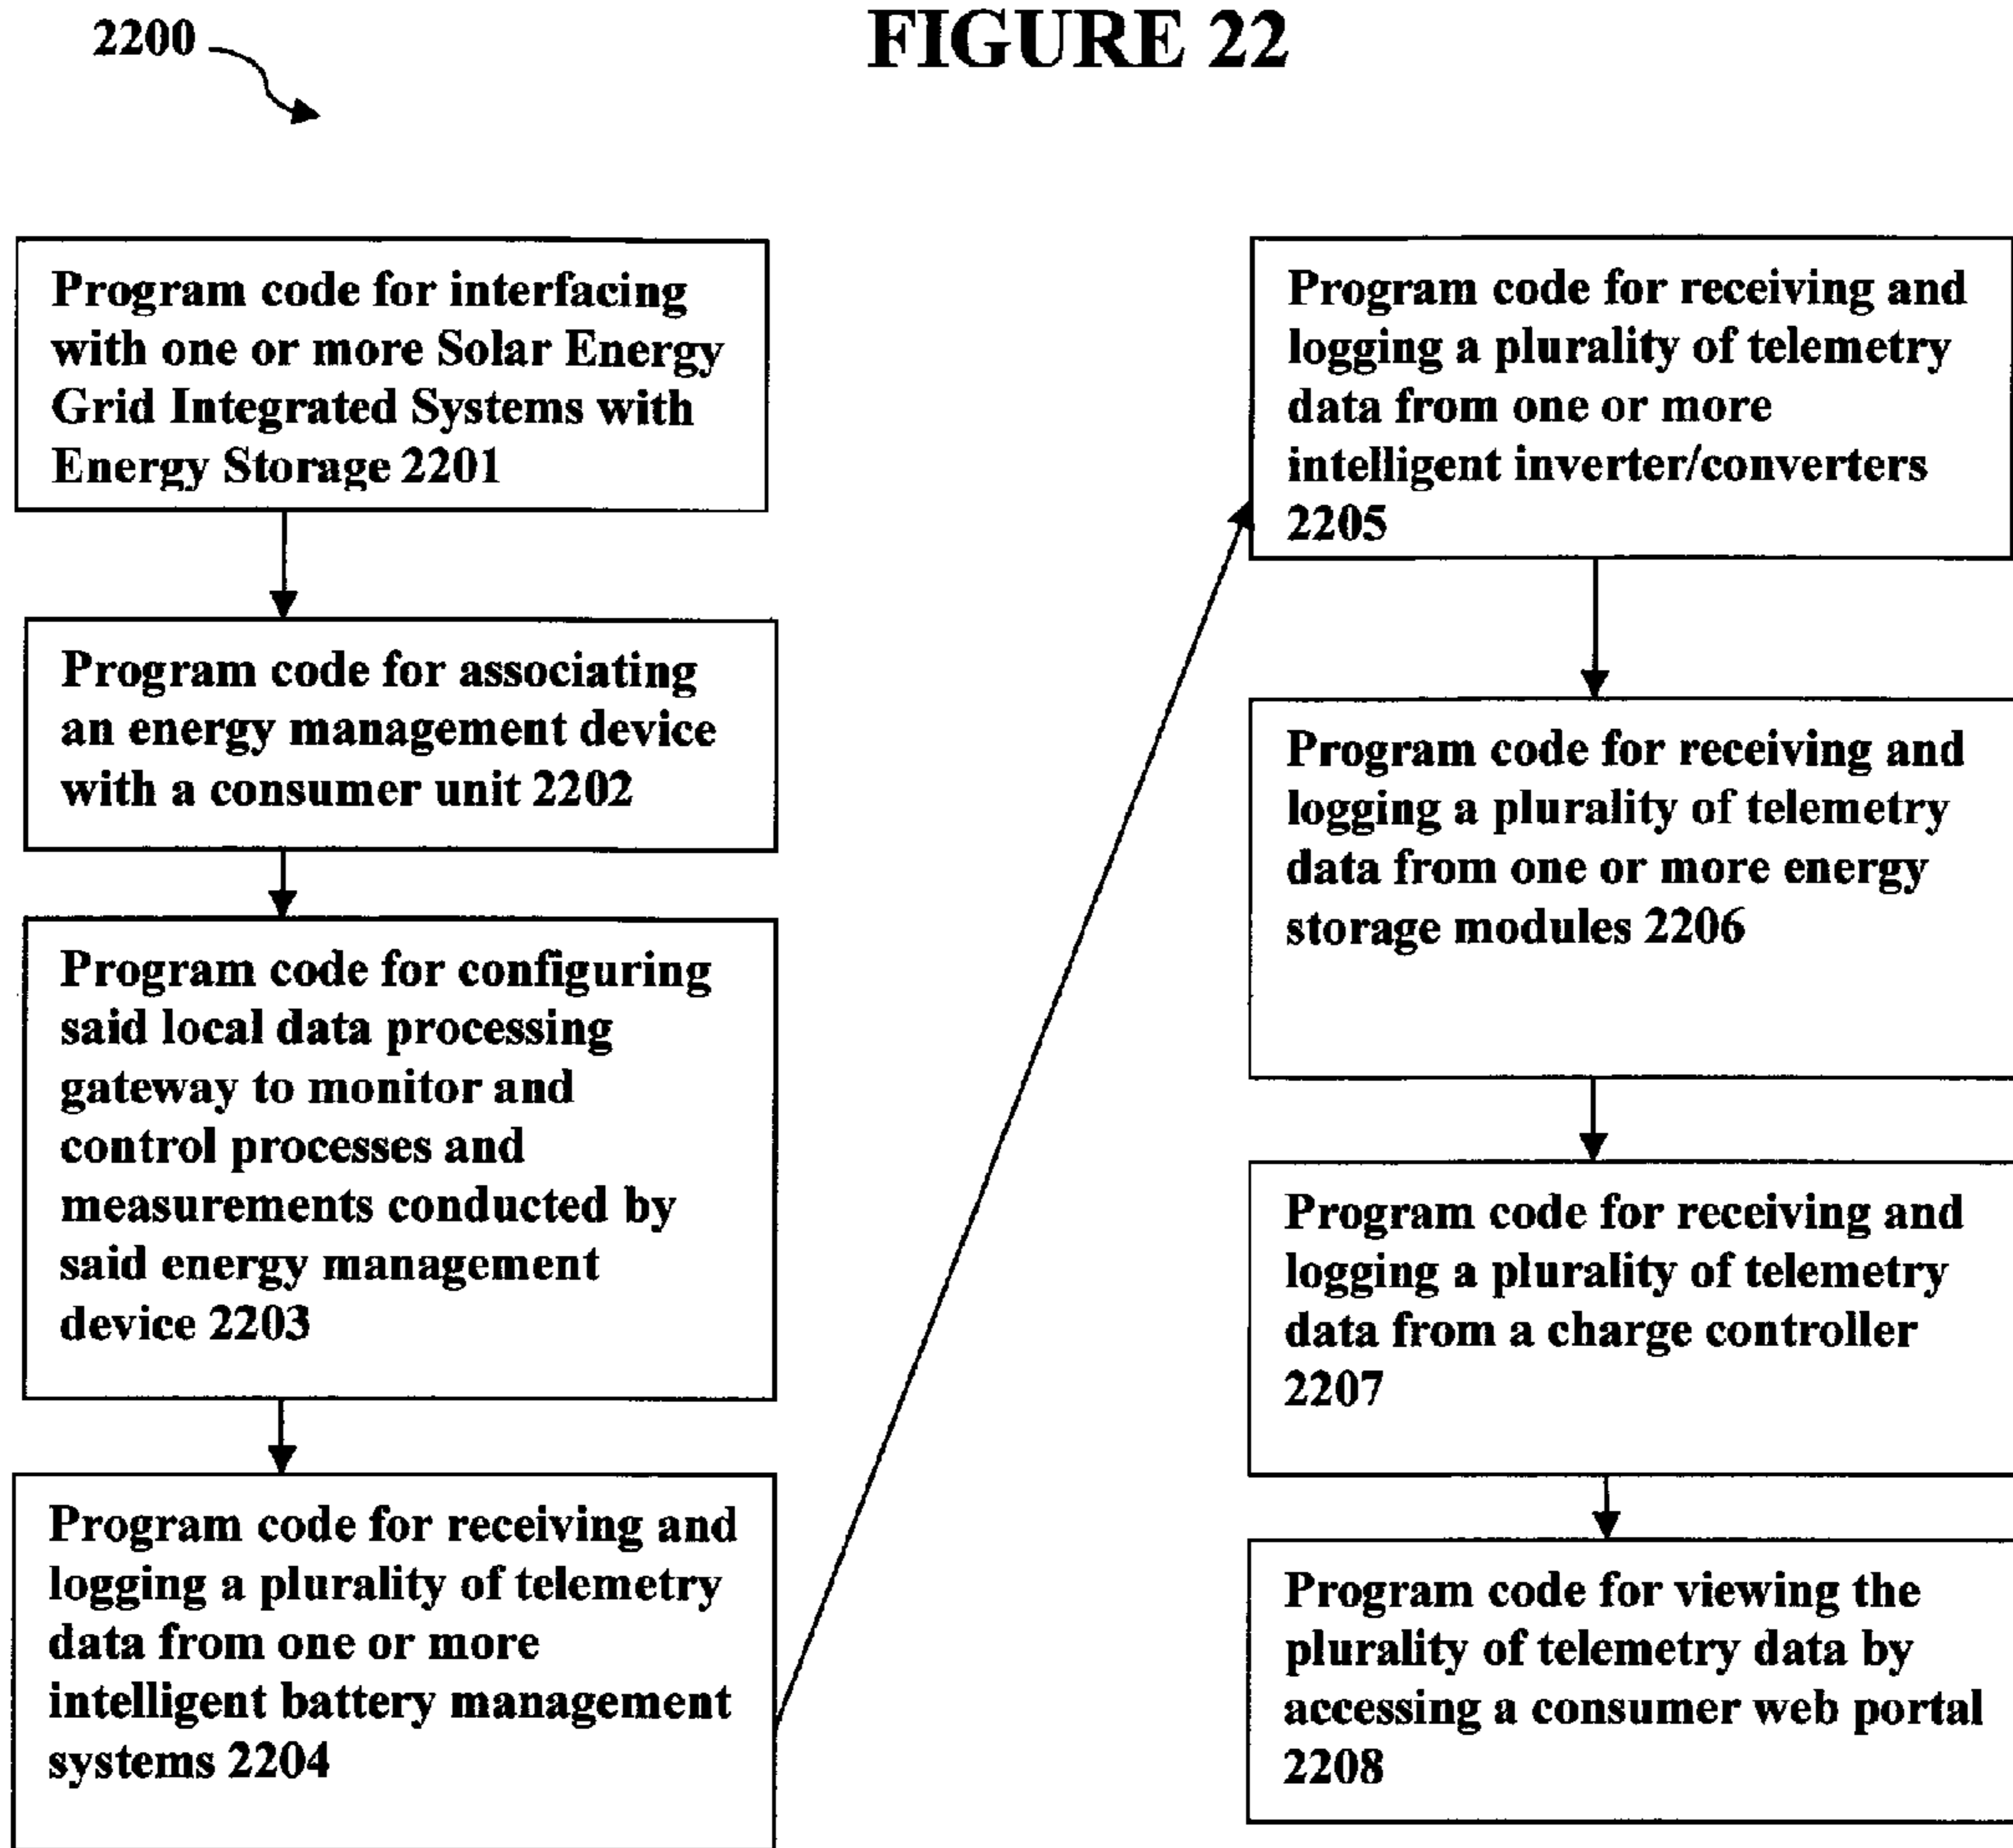 FIGURE 22
2200
Program code for interfacing
with one or more Solar Energy
Grid Integrated Systems with
Energy Storage 2201
Program code for associating
an energy management device
with a consumer unit 2202
Program code for configuring
said local data processing
gateway to monitor and
control processes and
measurements conducted by
said energy management
device 2203
Program code for receiving and
logging a plurality of telemetry
data from one or more
intelligent battery management
systems 2204
Program code for receiving and
logging a plurality of telemetry
data from one or more
intelligent inverter/converters
2205
Program code for receiving and
logging a plurality of telemetry
data from one or more energy
storage modules 2206
Program code for receiving and
logging a plurality of telemetry
data from a charge controller
2207
Program code for viewing the
plurality of telemetry data by
accessing a consumer web portal
2208